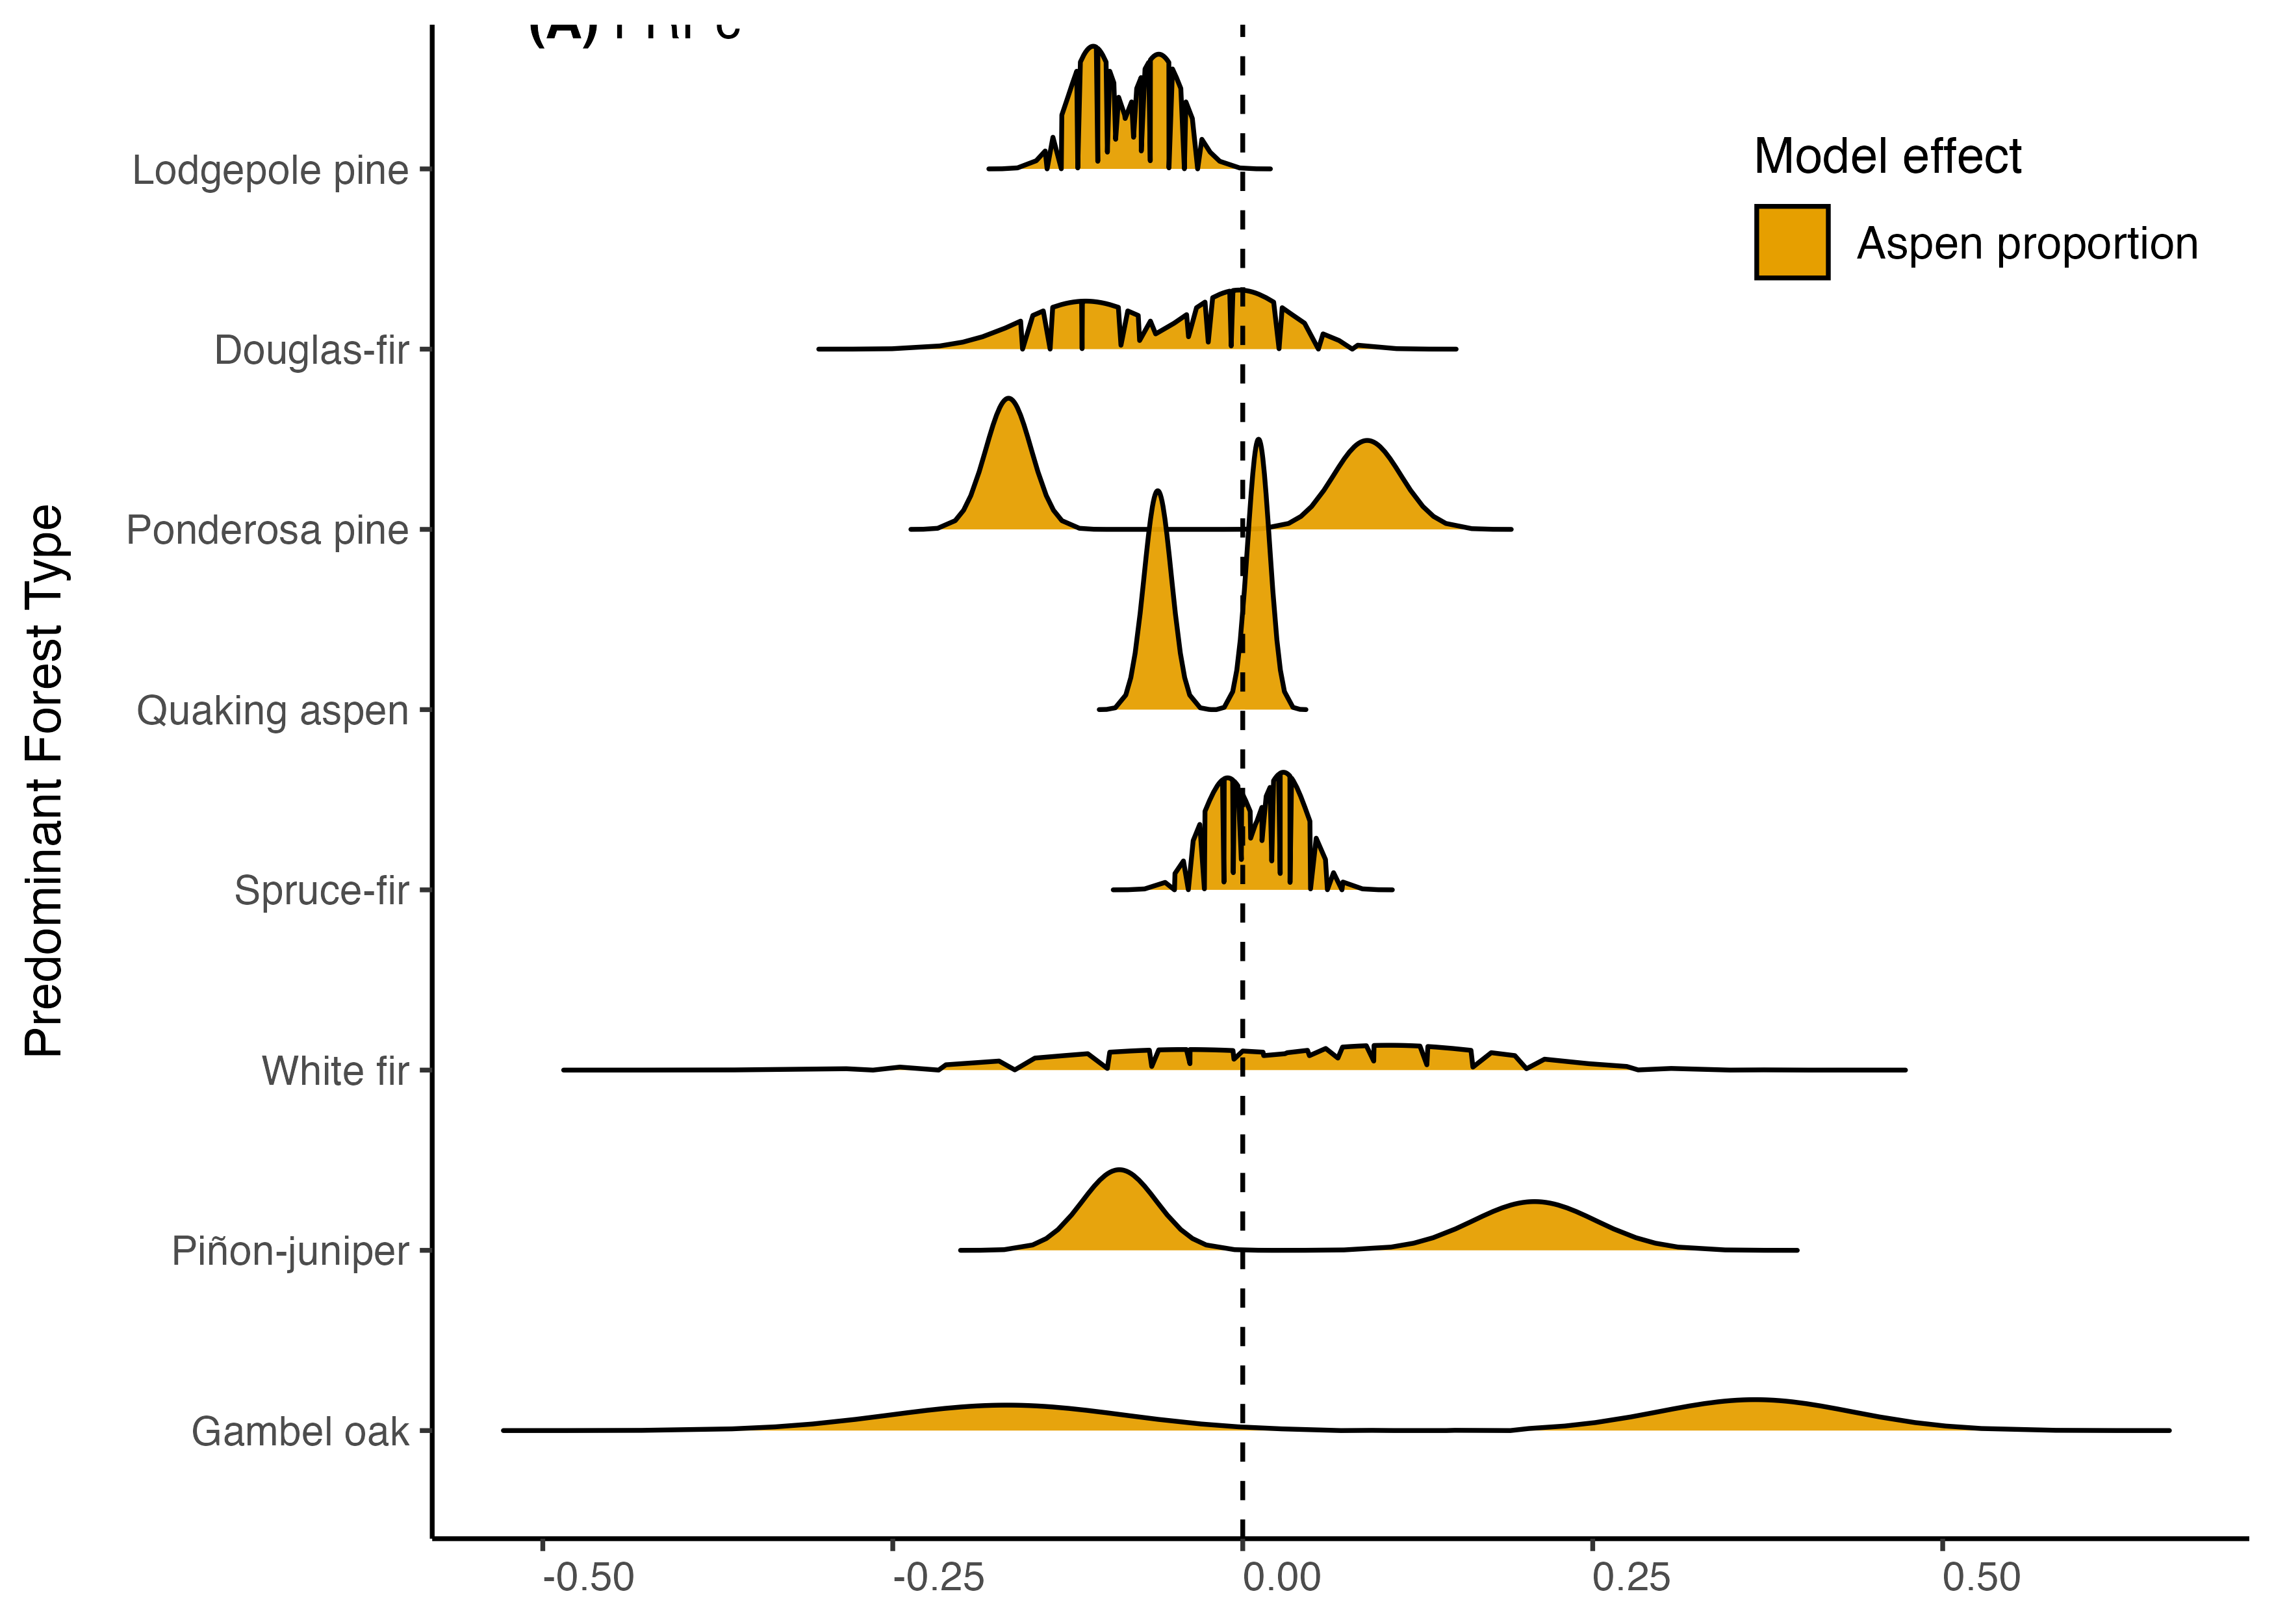 (A)
Model effect
Aspen proportion
Predominant Forest Type
Lodgepole pine
Douglas-fir
Ponderosa pine
Quaking aspen
Spruce-fir
White fir
Piñon-juniper
Gambel oak
-0.50
-0.25
0.00
0.25
0.50